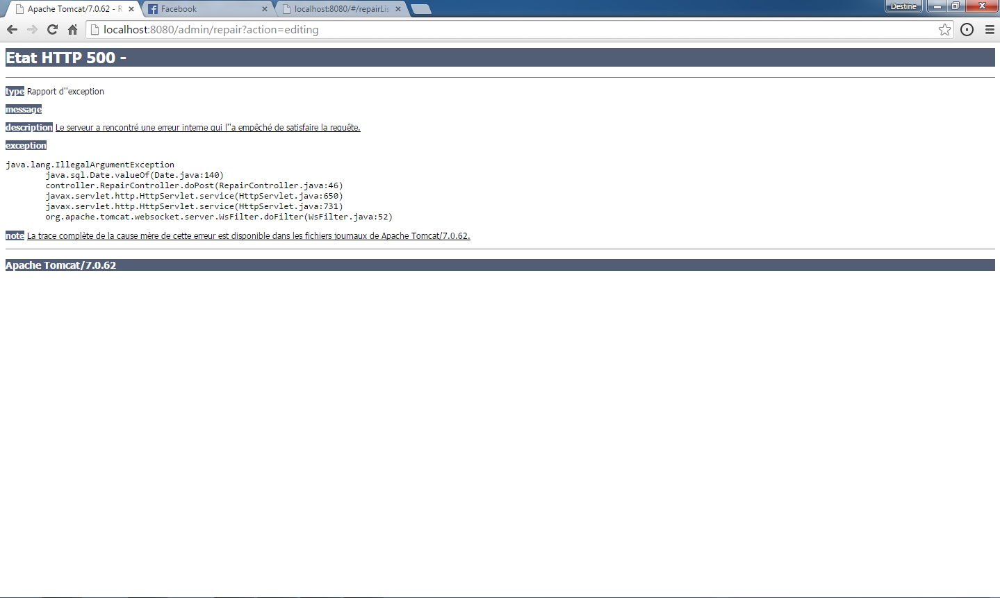 Apache Tomcat/7.0.62 - R
Facebook
localhost:8080/#/repairLis
Destine
localhost:8080/admin/repair?action=editing
Etat HTTP 500 -
type Rapport d''exception
message
description Le serveur a rencontré une erreur interne qui l''a empêché de satisfaire la requête.
exception
java.lang.IllegalArgumentException
java.sql.Date.valueOf(Date.java:140)
controller.RepairController.doPost(RepairController.java:46)
javax.servlet.http.HttpServlet.service(HttpServlet.java:650)
javax.servlet.http.HttpServlet.service(HttpServlet.java:731)
org.apache.tomcat.websocket.server.WsFilter.doFilter(WsFilter.java:52)
note La trace complète de la cause mère de cette erreur est disponible dans les fichiers journaux de Apache Tomcat/7.0.62.
Apache Tomcat/7.0.62